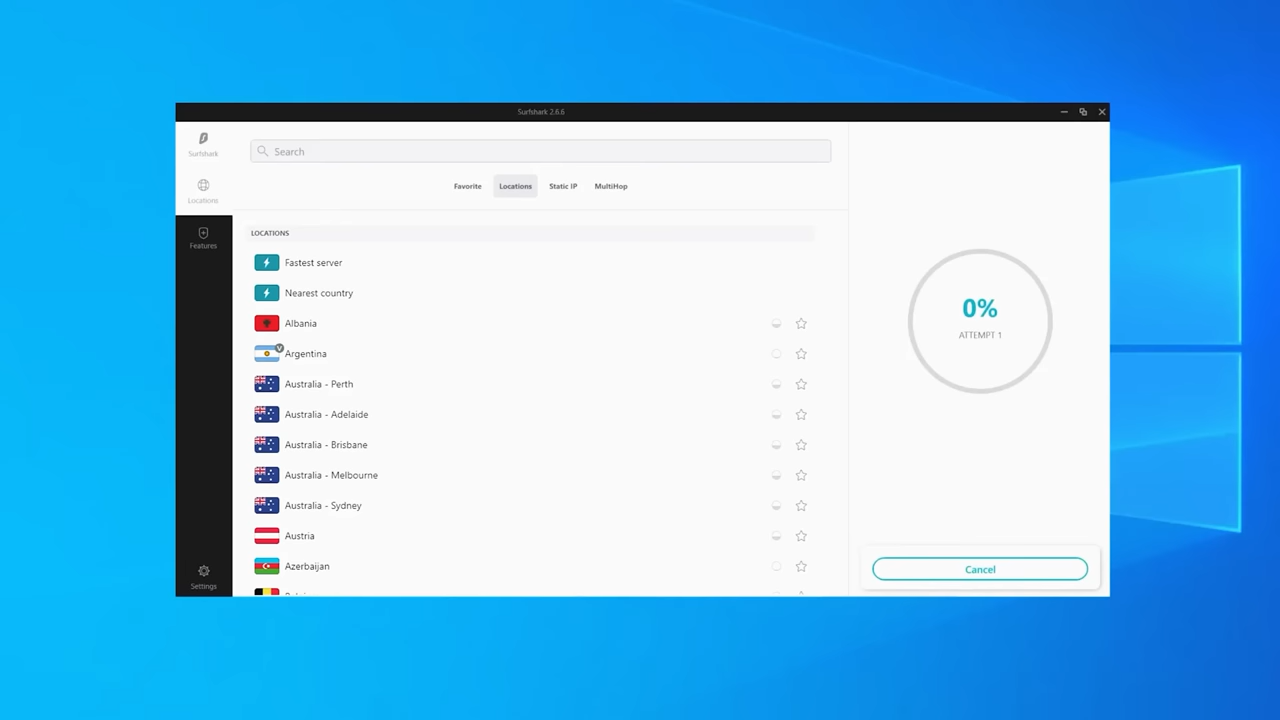 Surfshark 2.6.6
Surfshark
Locations
Features
Settings
Search
Favorite
Locations
Static IP
MultiHop
LOCATIONS
Fastest server
Nearest country
Albania
V
Argentina
Australia - Perth
Australia - Adelaide
Australia - Brisbane
Australia - Melbourne
Australia - Sydney
Austria
Azerbaijan
0%
ATTEMPT 1
Cancel